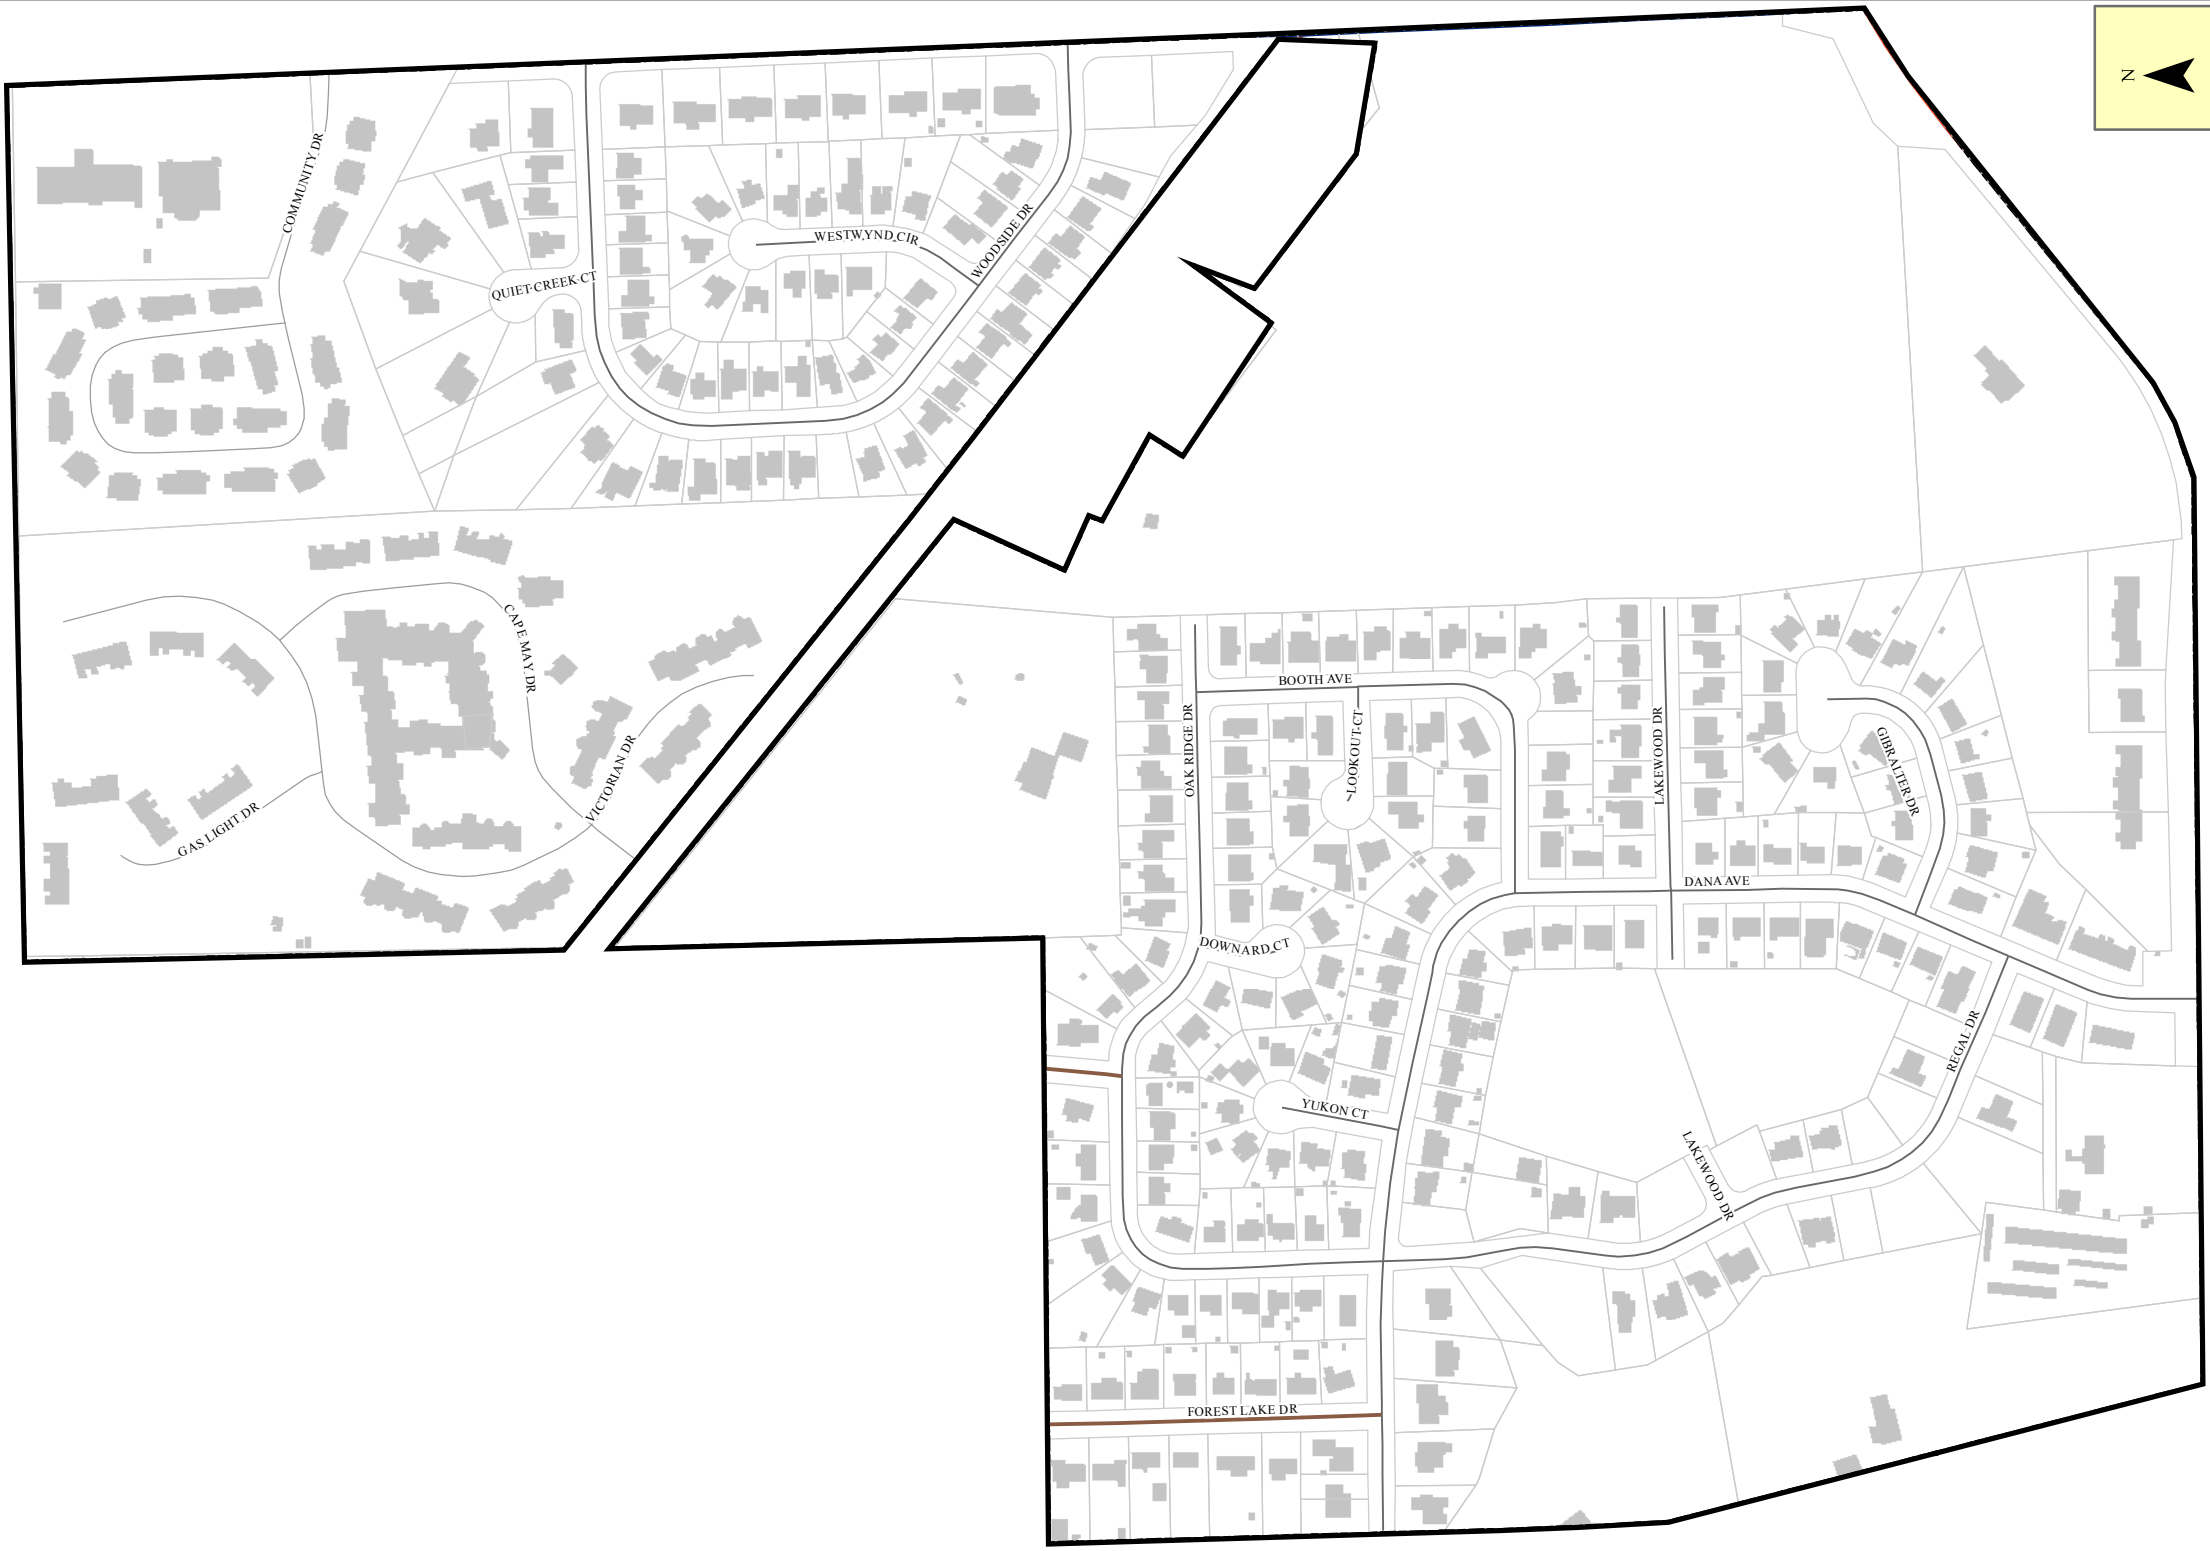 N
COMMUNITY DR
WESTWYND CIR
WOODSIDE DR
QUIET CREEK CT
CAPE MAY DR
BOOTH AVE
OAK RIDGE DR
LOOKOUT CT
LAKEWOOD DR
GIBRALTER DR
VICTORIAN DR
GAS LIGHT DR
DANA AVE
DOWNARD CT
REGAL DR
YUKON CT
LAKEWOOD DR
FOREST LAKE DR